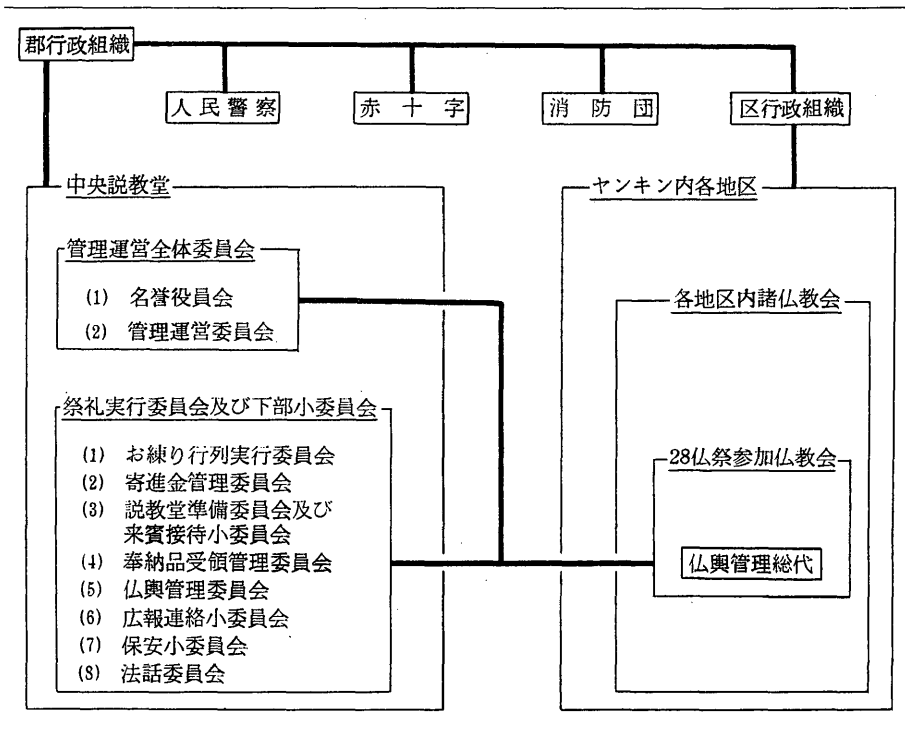 郡行政組織
人民警察
赤十字
消防団
区行政組織
中央説教堂
管理運営全体委員会
(1) 名誉役員会
(2) 管理運営委員会
祭礼実行委員会及び下部小委員会
(1) お練り行列実行委員会
(2) 寄進金管理委員会
(3) 説教堂準備委員会及び
来賓接待小委員会
(4) 奉納品受領管理委員会
(5) 仏輿管理委員会
(6) 広報連絡小委員会
(7) 保安小委員会
(8) 法話委員会
ヤンキン内各地区
各地区内諸仏教会
28仏祭参加仏教会
仏輿管理総代